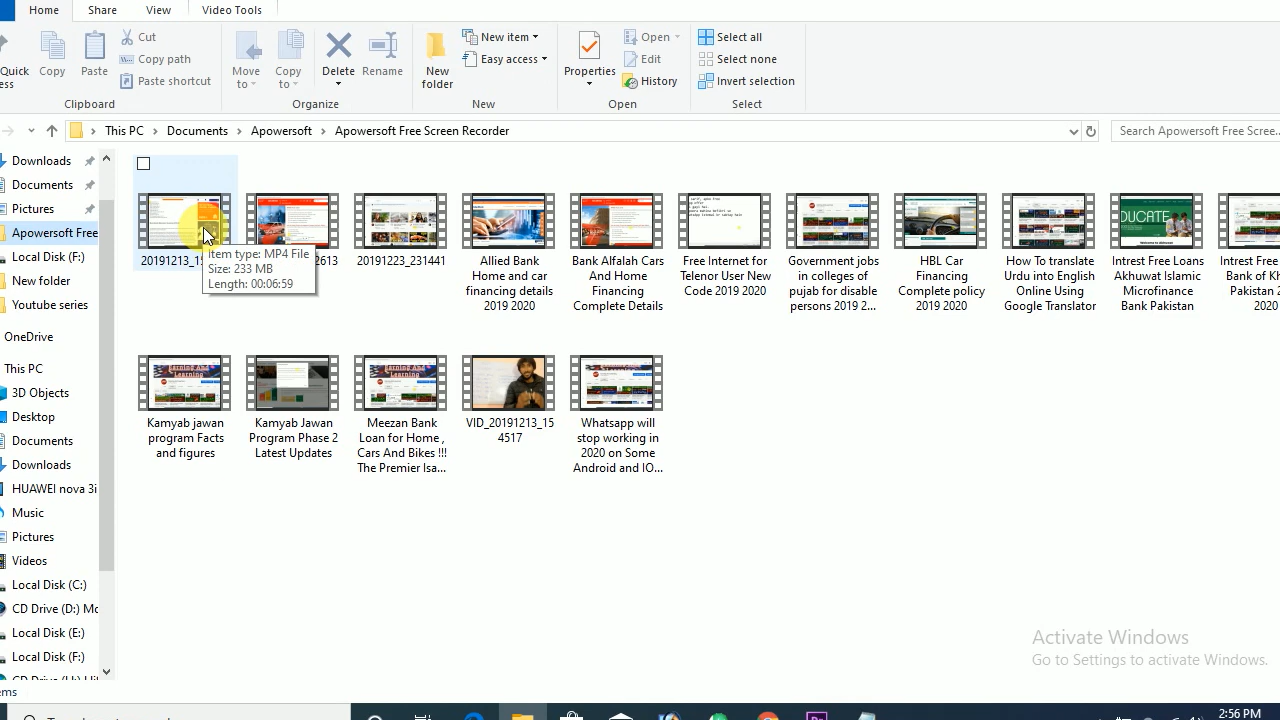 Home Share View Video Tools
Quick
ess
Copy
Paste
Cut
Copy path
Paste shortcut
Clipboard
Move
to
Copy
to
Delete
Rename
Organize
New
folder
New item
Easy access
New
Properties
Open
Edit
History
Open
Select all
Select none
Invert selection
Select
This PC > Documents > Apowersoft > Apowersoft Free Screen Recorder
Search Apowersoft Free Scree...
Downloads
Documents
Pictures
Apowersoft Free
Local Disk (F:)
New folder
Youtube series
OneDrive
This PC
3D Objects
Desktop
Documents
Downloads
HUAWEI nova 3i
Music
Pictures
Videos
Local Disk (C:)
CD Drive (D:) Mo
Local Disk (E:)
Local Disk (F:)
ems
20191213_1
2613
Item type: MP4 File
Size: 233 MB
Length: 00:06:59
20191223_231441
Allied Bank
Home and car
financing details
2019 2020
Bank Alfalah Cars
And Home
Financing
Complete Details
Free Internet for
Telenor User New
Code 2019 2020
Government jobs
in colleges of
pujab for disable
persons 2019 2...
HBL Car
Financing
Complete policy
2019 2020
How To translate
Urdu into English
Online Using
Google Translator
DUCATE
Intrest Free Loans
Akhuwat Islamic
Microfinance
Bank Pakistan
Intrest Free
Bank of Kh
Pakistan 2
2020
Kamyab jawan
program Facts
and figures
Kamyab Jawan
Program Phase 2
Latest Updates
Meezan Bank
Loan for Home ,
Cars And Bikes !!!
The Premier Isa...
VID_20191213_15
4517
Whatsapp will
stop working in
2020 on Some
Android and IO...
Activate Windows
Go to Settings to activate Windows.
2:56 PM